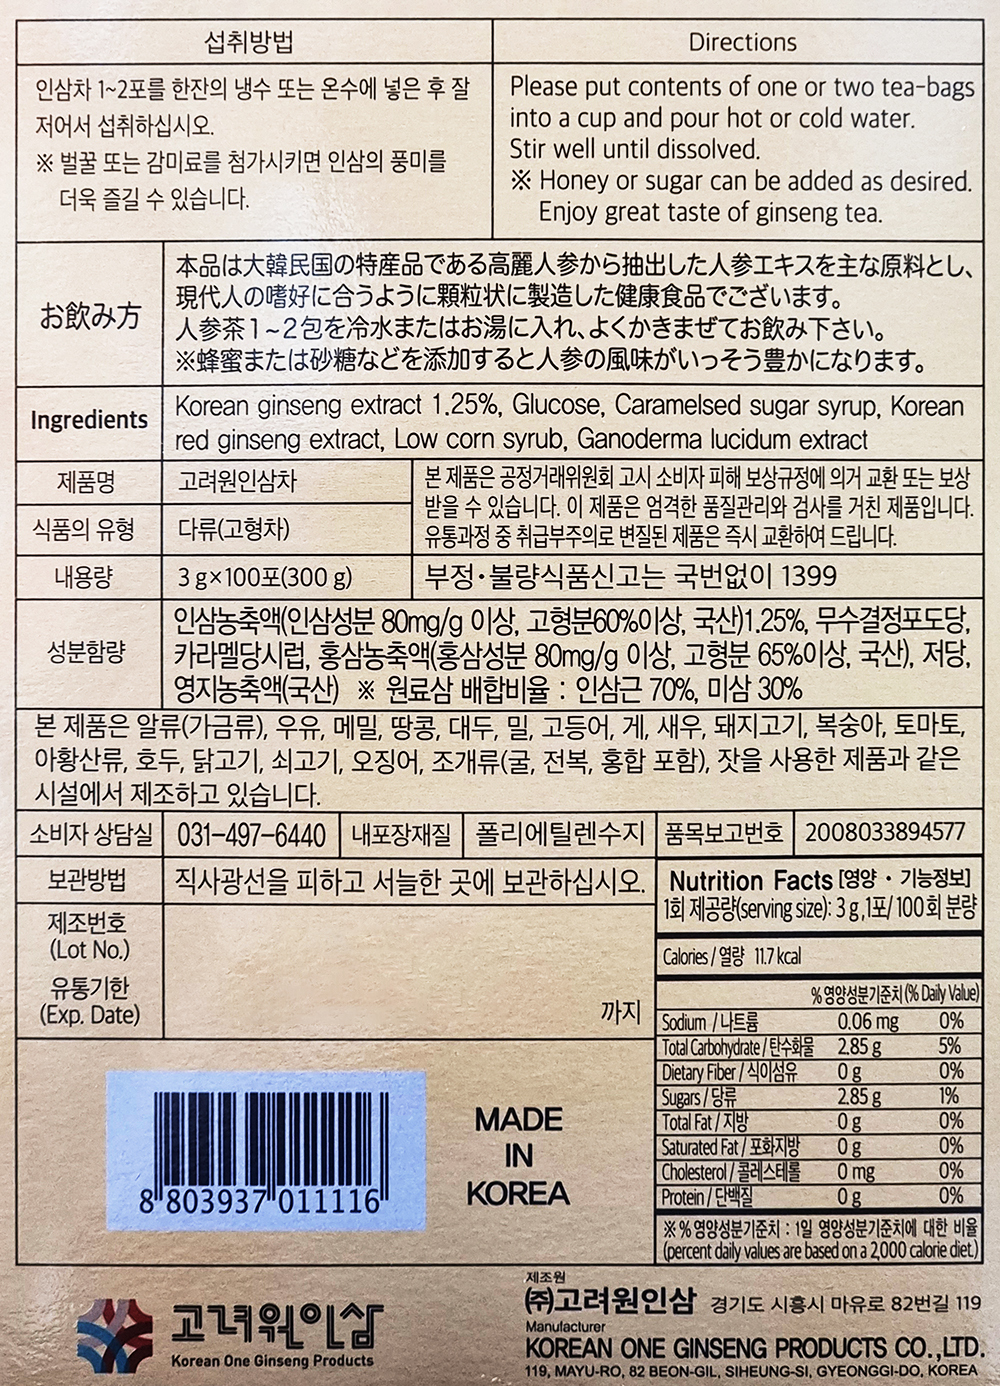 섭취방법
Directions
인삼차 1~2포를 한잔의 냉수 또는 온수에 넣은 후 잘
저어서 섭취하십시오.
※ 벌꿀 또는 감미료를 첨가시키면 인삼의 풍미를
더욱 즐길 수 있습니다.
Please put contents of one or two tea-bags
into a cup and pour hot or cold water.
Stir well until dissolved.
※ Honey or sugar can be added as desired.
Enjoy great taste of ginseng tea.
お飲み方
本品は大韓民国の特産品である高麗人参から抽出した人参エキスを主な原料とし、
現代人の嗜好に合うように顆粒状に製造した健康食品でございます。
人参茶1~2包を冷水またはお湯に入れ、よくかきまぜてお飲み下さい。
※蜂蜜または砂糖などを添加すると人参の風味がいっそう豊かになります。
Ingredients
Korean ginseng extract 1.25%, Glucose, Caramelsed sugar syrup, Korean
red ginseng extract, Low corn syrub, Ganoderma lucidum extract
제품명
고려원인삼차
식품의 유형
다류(고형차)
본 제품은 공정거래위원회 고시 소비자 피해 보상규정에 의거 교환 또는 보상
받을 수 있습니다. 이 제품은 엄격한 품질관리와 검사를 거친 제품입니다.
유통과정 중 취급부주의로 변질된 제품은 즉시 교환하여 드립니다.
내용량
3 g×100포(300 g)
부정·불량식품신고는 국번없이 1399
성분함량
인삼농축액(인삼성분 80mg/g 이상, 고형분60%이상, 국산)1.25%, 무수결정포도당,
카라멜당시럽, 홍삼농축액(홍삼성분 80mg/g 이상, 고형분 65%이상, 국산), 저당,
영지농축액(국산) ※ 원료삼 배합비율 : 인삼근 70%, 미삼 30%
본 제품은 알류(가금류), 우유, 메밀, 땅콩, 대두, 밀, 고등어, 게, 새우, 돼지고기, 복숭아, 토마토,
아황산류, 호두, 닭고기, 쇠고기, 오징어, 조개류(굴, 전복, 홍합 포함), 잣을 사용한 제품과 같은
시설에서 제조하고 있습니다.
소비자 상담실
031-497-6440
내포장재질
폴리에틸렌수지
품목보고번호
2008033894577
보관방법
직사광선을 피하고 서늘한 곳에 보관하십시오.
제조번호
(Lot No.)
유통기한
(Exp. Date)
까지
Nutrition Facts [영양 · 기능정보]
1회 제공량(serving size): 3 g,1포/ 100회 분량
Calories / 열량 11.7 kcal
% 영양성분기준치 (% Daily Value)
Sodium / 나트륨 0.06 mg 0%
Total Carbohydrate / 탄수화물 2.85 g 5%
Dietary Fiber / 식이섬유 0 g 0%
Sugars / 당류 2.85 g 1%
Total Fat / 지방 0 g 0%
Saturated Fat / 포화지방 0 g 0%
Cholesterol / 콜레스테롤 0 mg 0%
Protein / 단백질 0 g 0%
※ % 영양성분기준치 : 1일 영양성분기준치에 대한 비율
(percent daily values are based on a 2,000 calorie diet.)
8 803937 011116
MADE
IN
KOREA
고려원인삼
Korean One Ginseng Products
제조원
㈜고려원인삼 경기도 시흥시 마유로 82번길 119
Manufacturer
KOREAN ONE GINSENG PRODUCTS CO.,LTD.
119, MAYU-RO, 82 BEON-GIL, SIHEUNG-SI, GYEONGGI-DO, KOREA